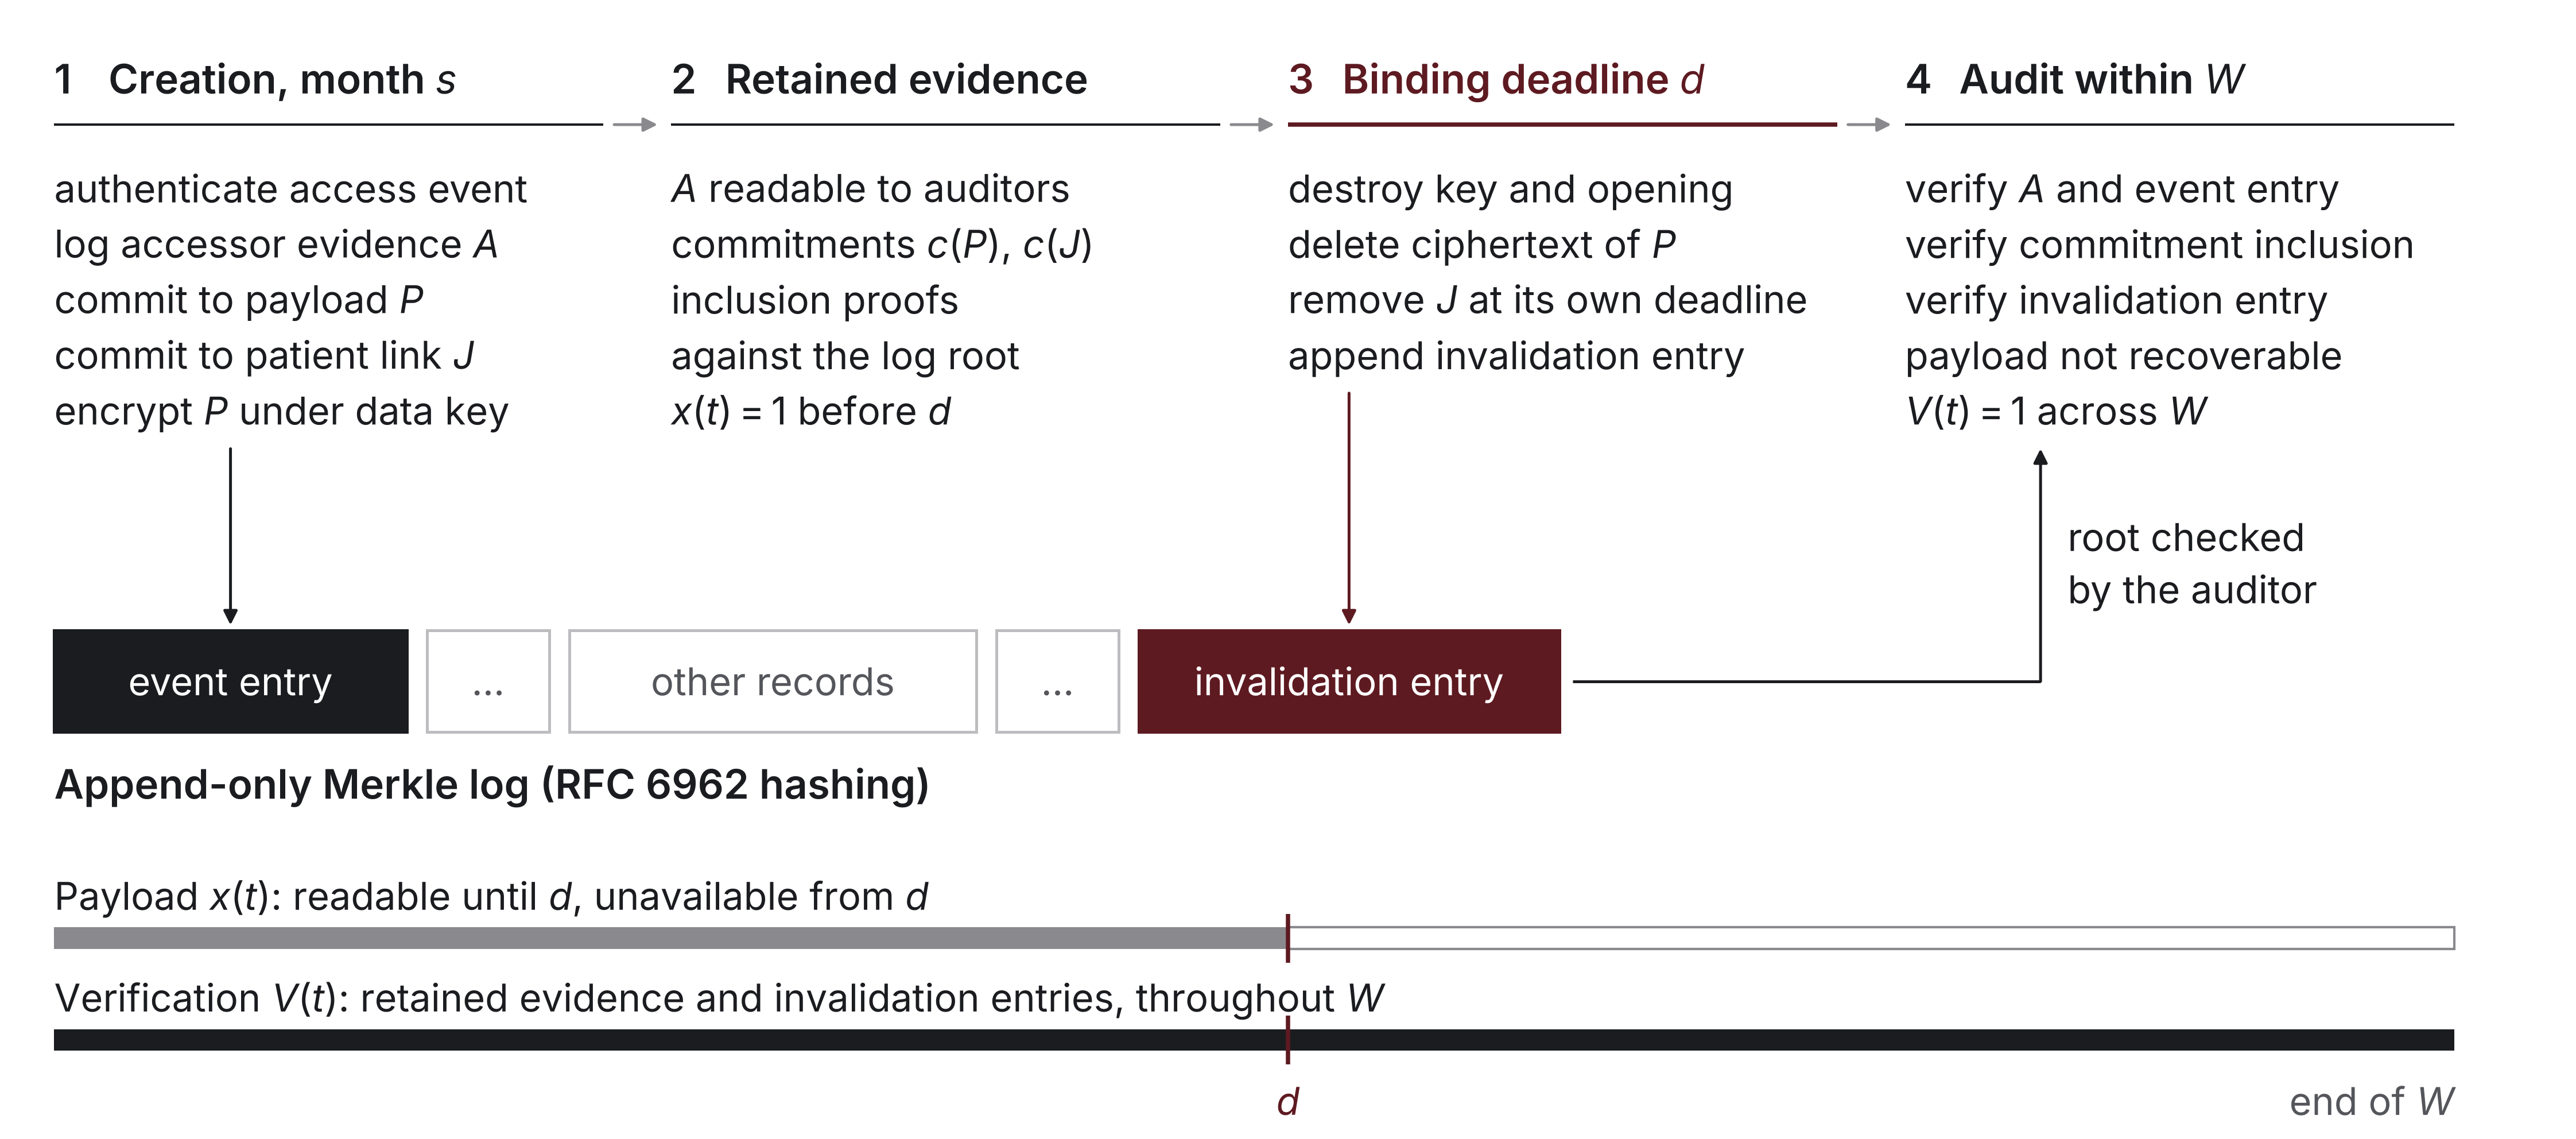 1 Creation, month s
authenticate access event
log accessor evidence A
commit to payload P
commit to patient link J
encrypt P under data key
2 Retained evidence
A readable to auditors
commitments c(P), c(J)
inclusion proofs
against the log root
x(t) = 1 before d
3 Binding deadline d
destroy key and opening
delete ciphertext of P
remove J at its own deadline
append invalidation entry
4 Audit within W
verify A and event entry
verify commitment inclusion
verify invalidation entry
payload not recoverable
V(t) = 1 across W
root checked
by the auditor
event entry
...
other records
...
invalidation entry
Append-only Merkle log (RFC 6962 hashing)
Payload x(t): readable until d, unavailable from d
Verification V(t): retained evidence and invalidation entries, throughout W
d
end of W